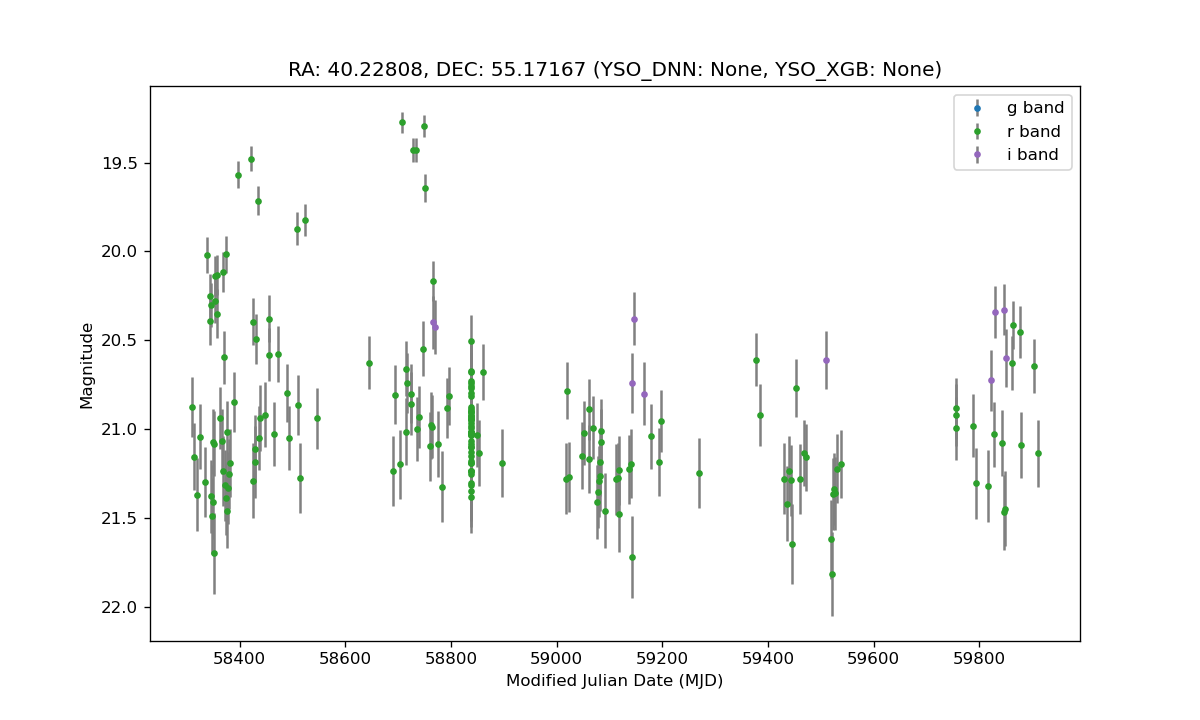 RA: 40.22808, DEC: 55.17167 (YSO_DNN: None, YSO_XGB: None)
g band
r band
i band
19.5
20.0
20.5
21.0
21.5
22.0
Magnitude
58400 58600 58800 59000 59200 59400 59600 59800
Modified Julian Date (MJD)